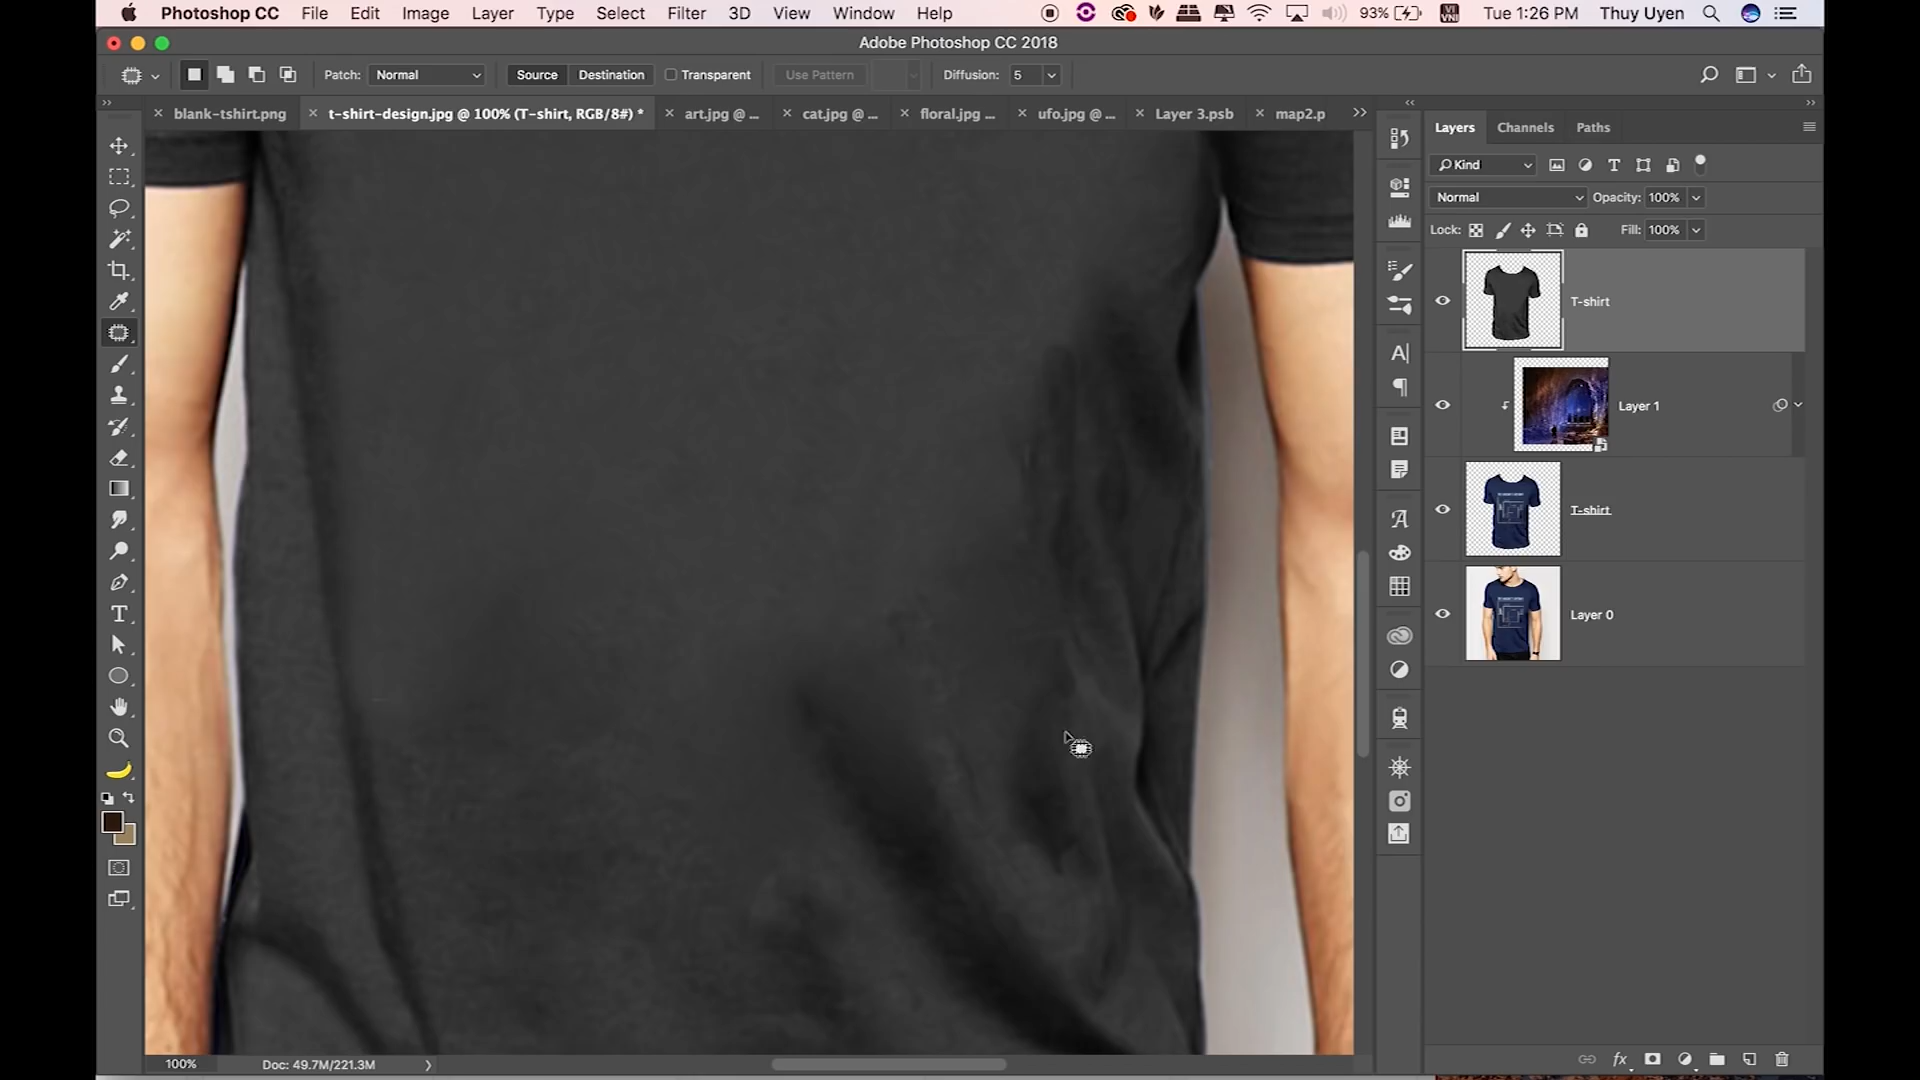 Photoshop CC File Edit Image Layer Type Select Filter 3D View Window Help 93% VI VNI Tue 1:26 PM Thuy Uyen
Adobe Photoshop CC 2018
Patch: Normal Source Destination Transparent Use Pattern Diffusion: 5
blank-tshirt.png t-shirt-design.jpg @ 100% (T-shirt, RGB/8#) * art.jpg @ ... cat.jpg @ ... floral.jpg ... ufo.jpg @ ... Layer 3.psb map2.p
Layers Channels Paths
Kind
Normal Opacity: 100%
Lock: Fill: 100%
T-shirt
Layer 1
T-shirt
Layer 0
100% Doc: 49.7M/221.3M